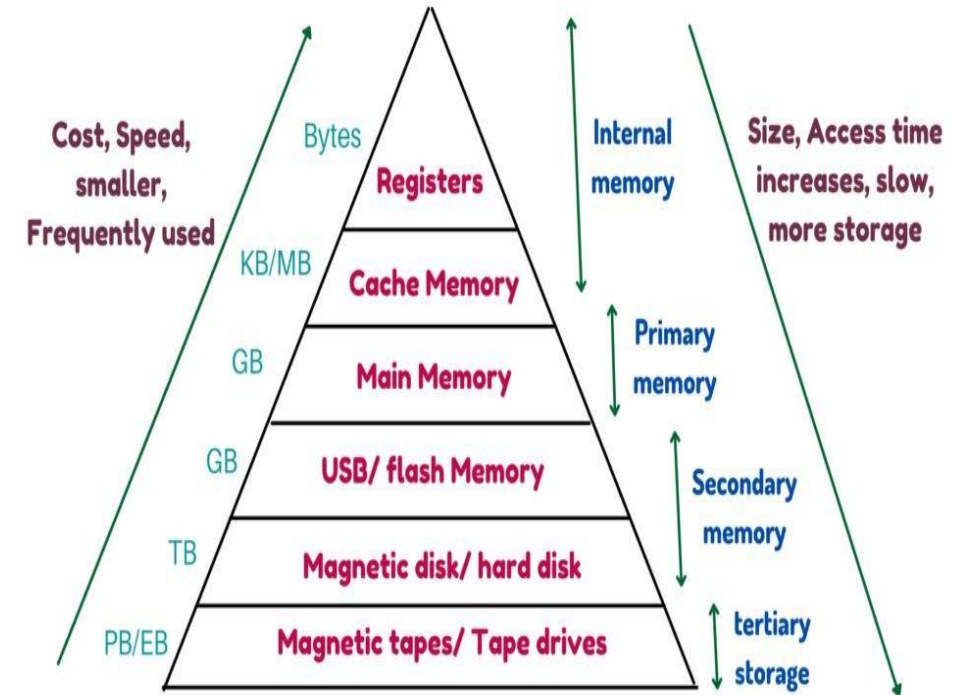 Cost, Speed,
smaller,
Frequently used
Bytes
Registers
Internal
memory
Size, Access time
increases, slow,
more storage
KB/MB
Cache Memory
GB
Main Memory
Primary
memory
GB
USB/ flash Memory
Secondary
memory
TB
Magnetic disk/ hard disk
PB/EB
Magnetic tapes/ Tape drives
tertiary
storage